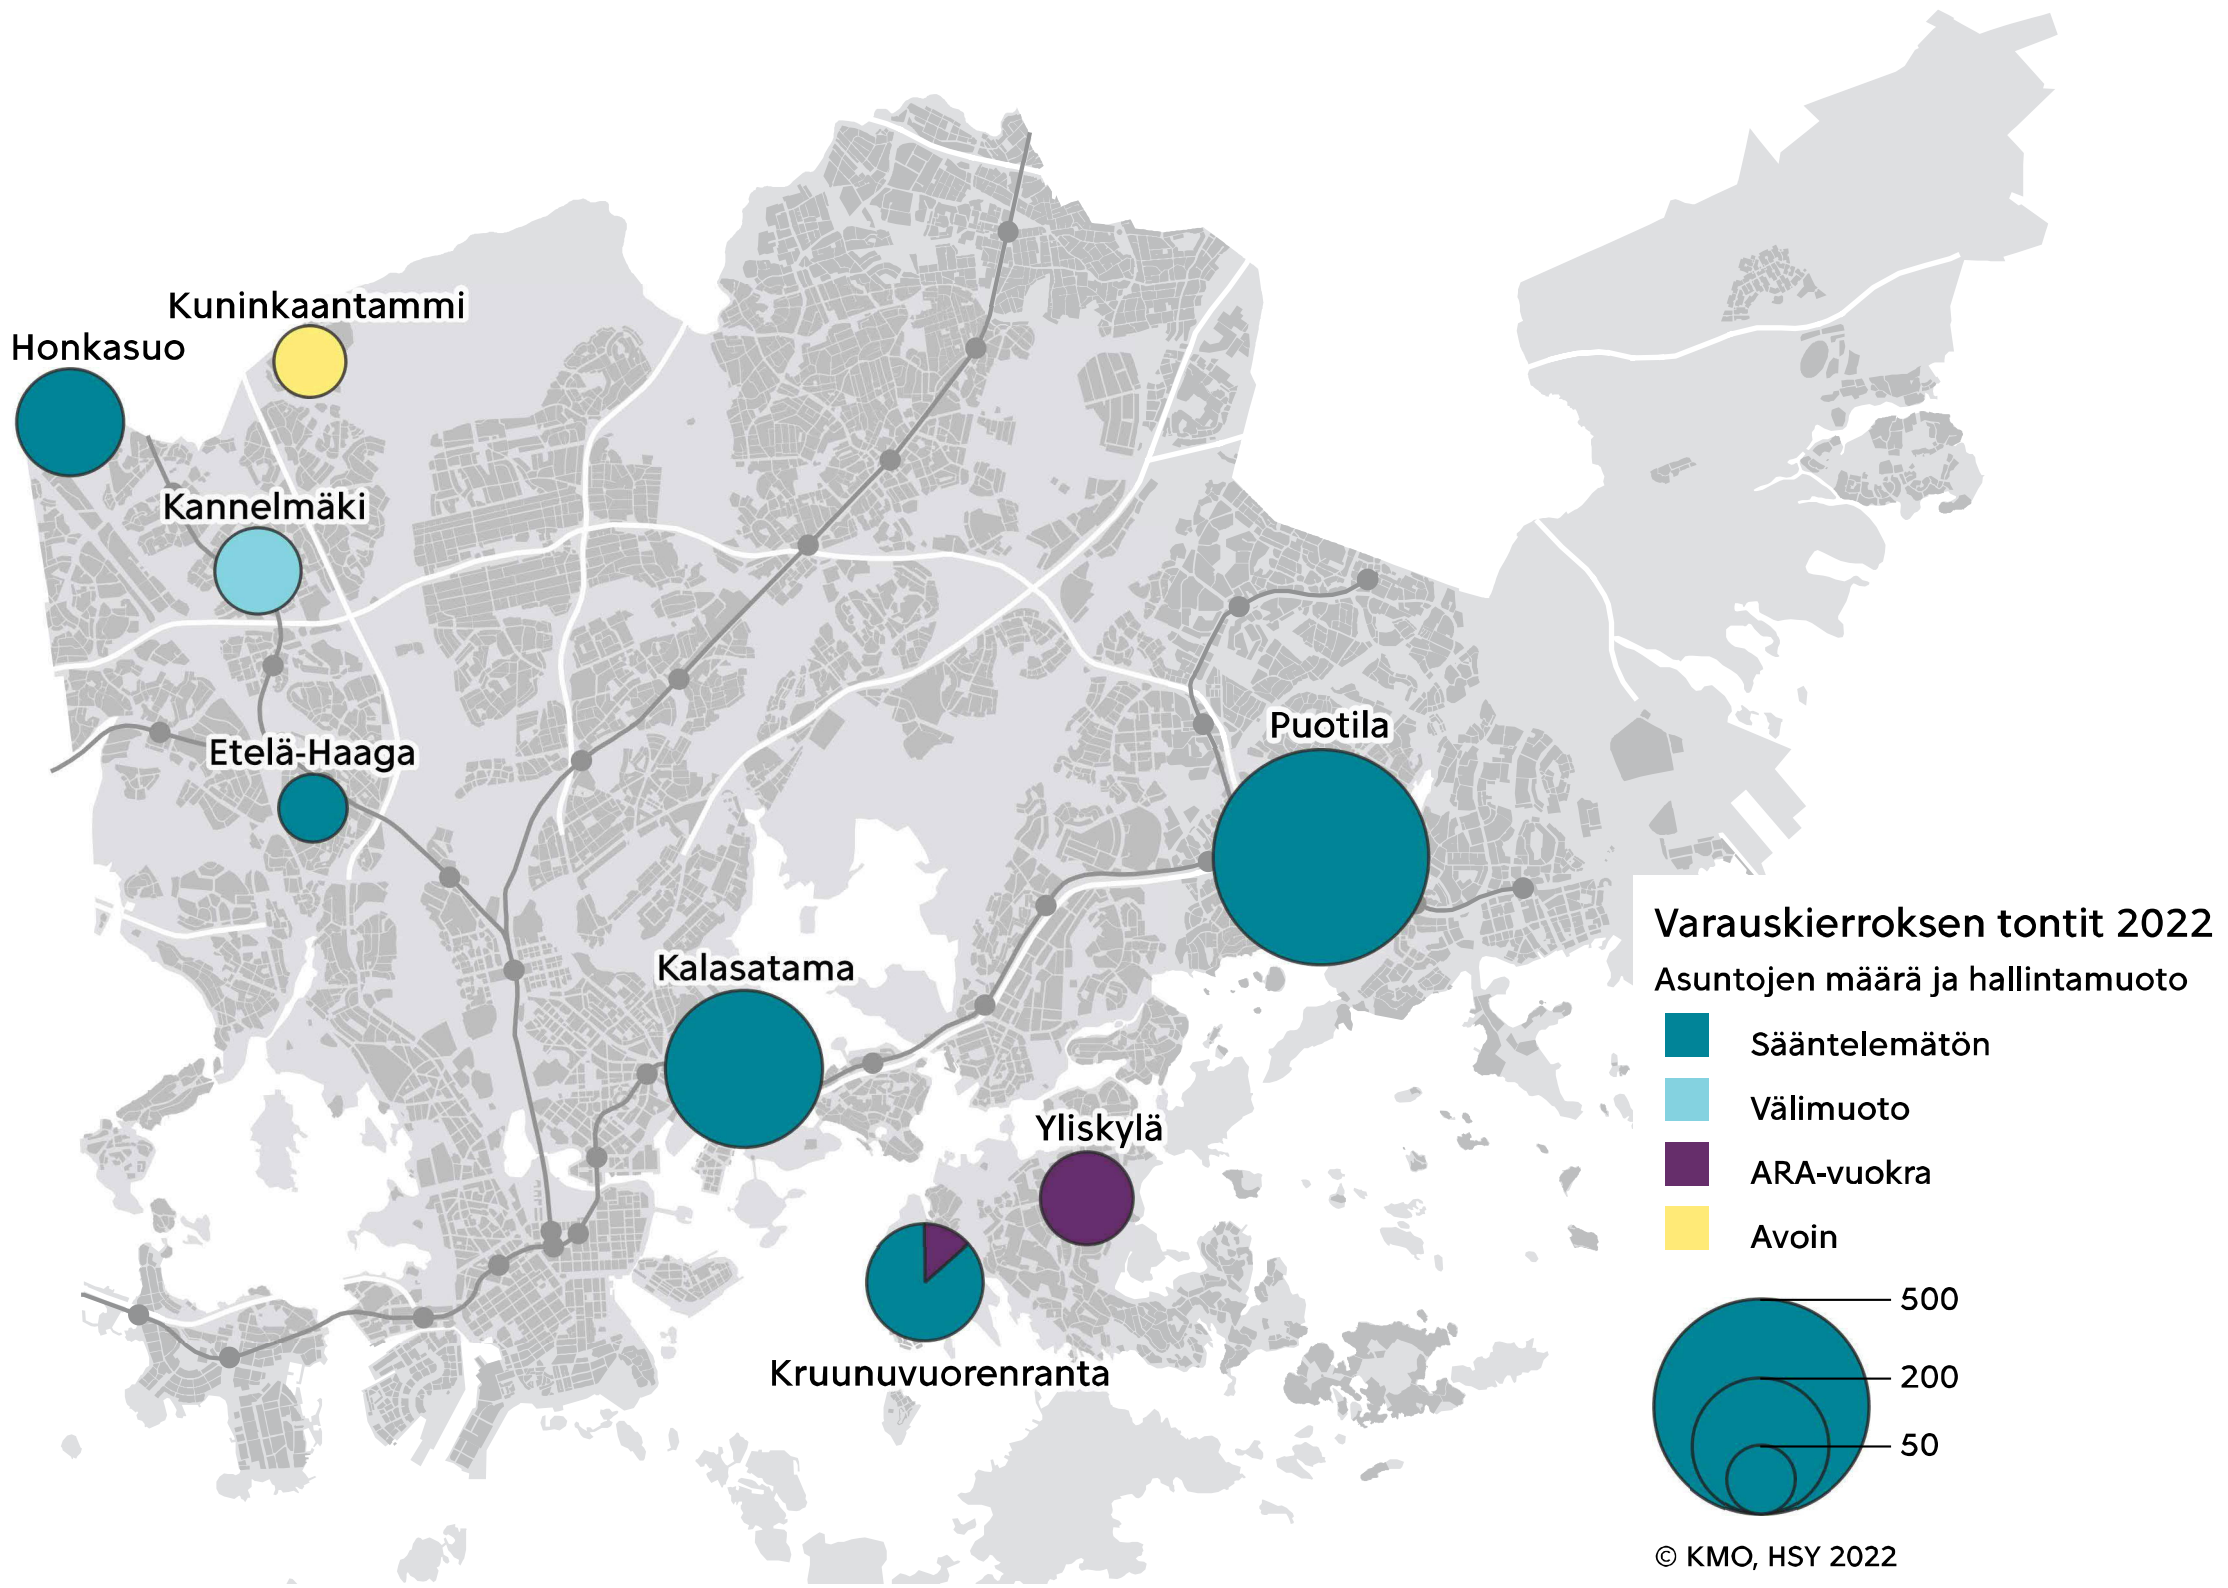 Kuninkaantammi
Honkasuo
Kannelmäki
Etelä-Haaga
Puotila
Kalasatama
Yliskylä
Kruunuvuorenranta
Varauskierroksen tontit 2022
Asuntojen määrä ja hallintamuoto
Sääntelemätön
Välimuoto
ARA-vuokra
Avoin
500
200
50
© KMO, HSY 2022